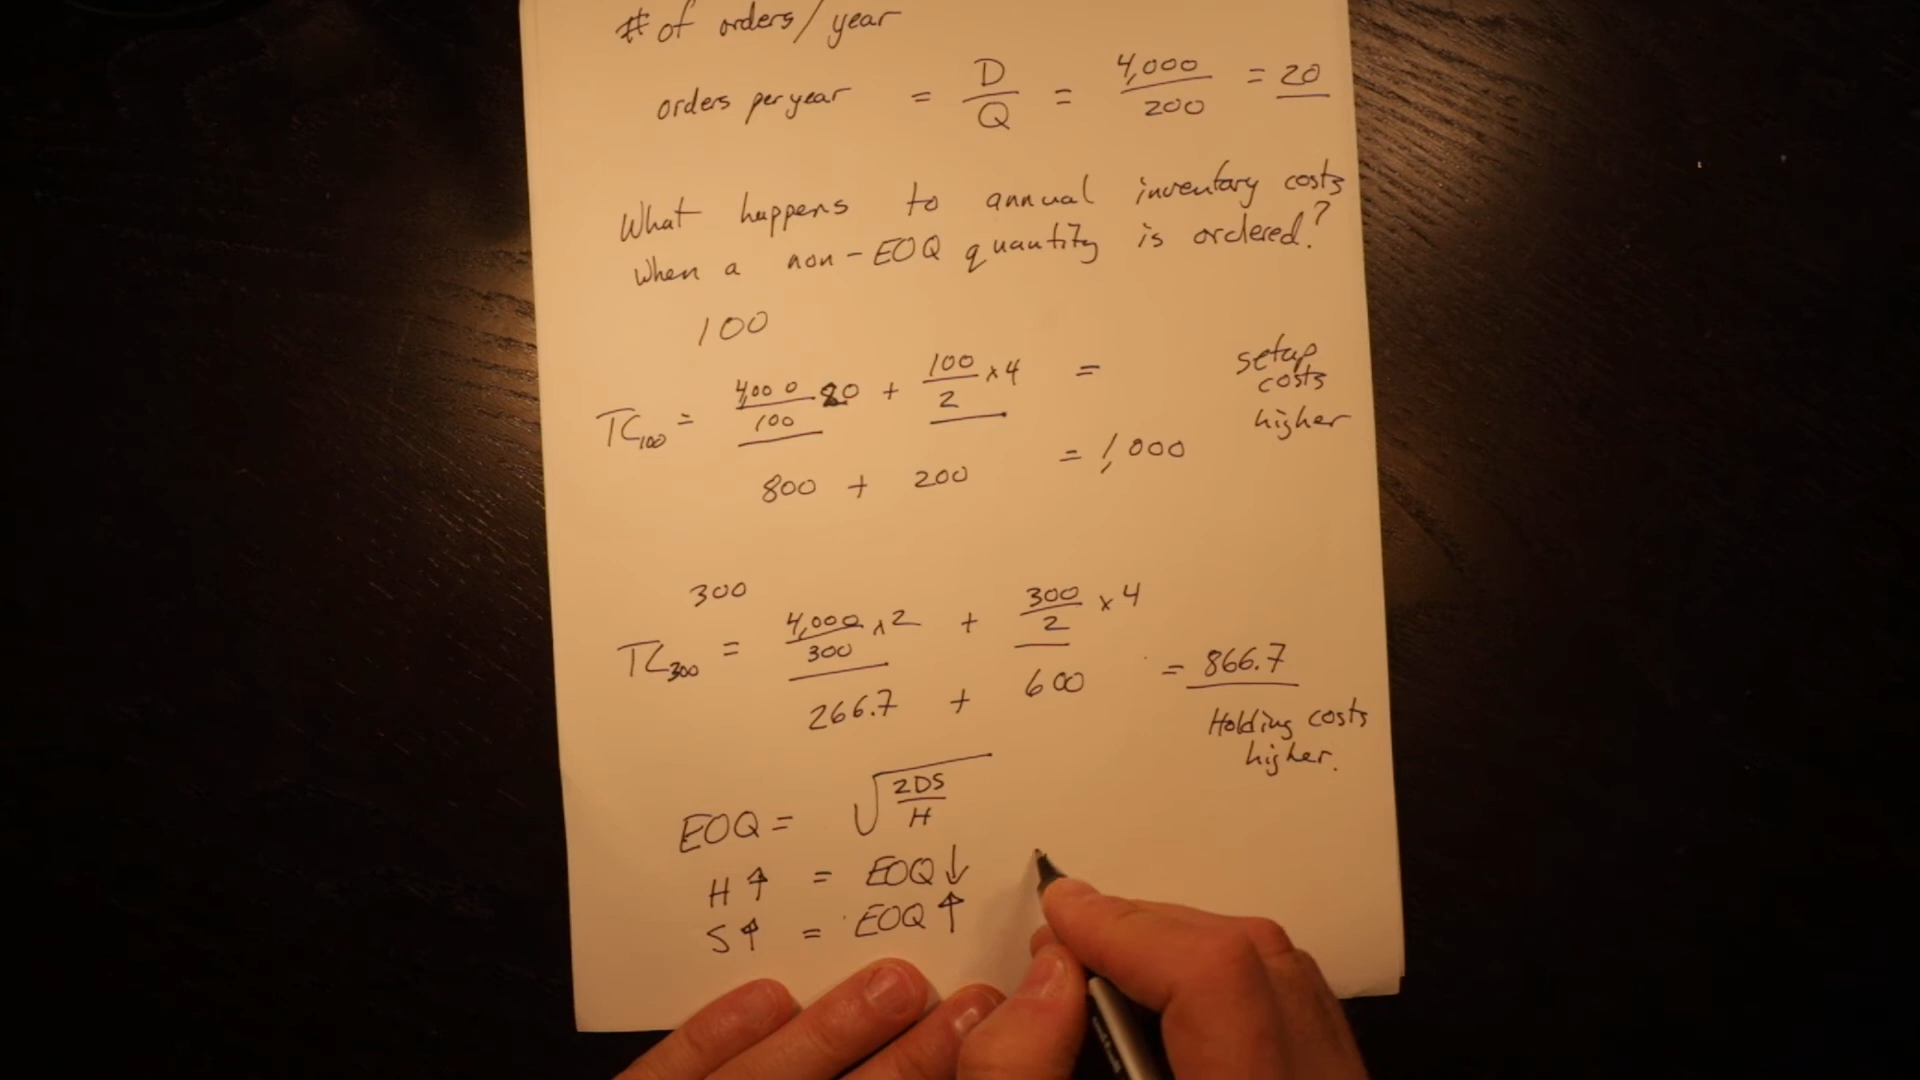 # of orders/year
orders per year = D/Q = 4,000/200 = 20
What happens to annual inventory costs
when a non-EOQ quantity is ordered?
100
TC100 = 4,000/100 20 + 100/2 x 4 =
setup
costs
higher
800 + 200 = 1,000
300
TC300 = 4,000/300 x 2 + 300/2 x 4
266.7 + 600 = 866.7
Holding costs
higher.
EOQ = √2DS/H
H↑ = EOQ↓
S↑ = EOQ↑